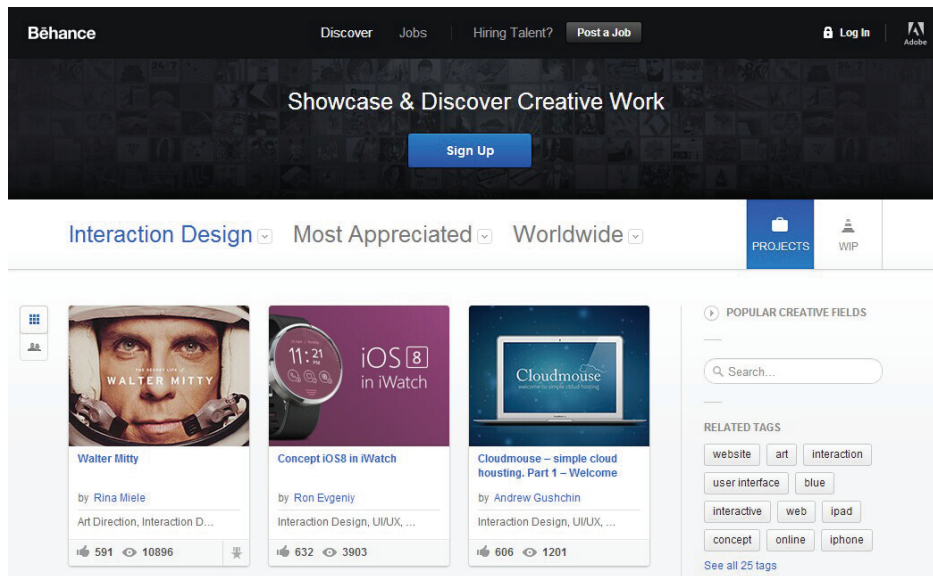 Bēhance
Discover
Jobs
Hiring Talent?
Post a Job
Log In
Adobe
Showcase & Discover Creative Work
Sign Up
Interaction Design
Most Appreciated
Worldwide
PROJECTS
WIP
THE SECRET LIFE of
WALTER MITTY
Walter Mitty
by Rina Miele
Art Direction, Interaction D...
591 10896
11:21
iOS 8
in iWatch
Concept iOS8 in iWatch
by Ron Evgeniy
Interaction Design, UI/UX, ...
632 3903
Cloudmouse
welcome to simple cloud hosting
Cloudmouse – simple cloud
housting. Part 1 – Welcome
by Andrew Gushchin
Interaction Design, UI/UX, ...
606 1201
POPULAR CREATIVE FIELDS
Search...
RELATED TAGS
website art interaction
user interface blue
interactive web ipad
concept online iphone
See all 25 tags